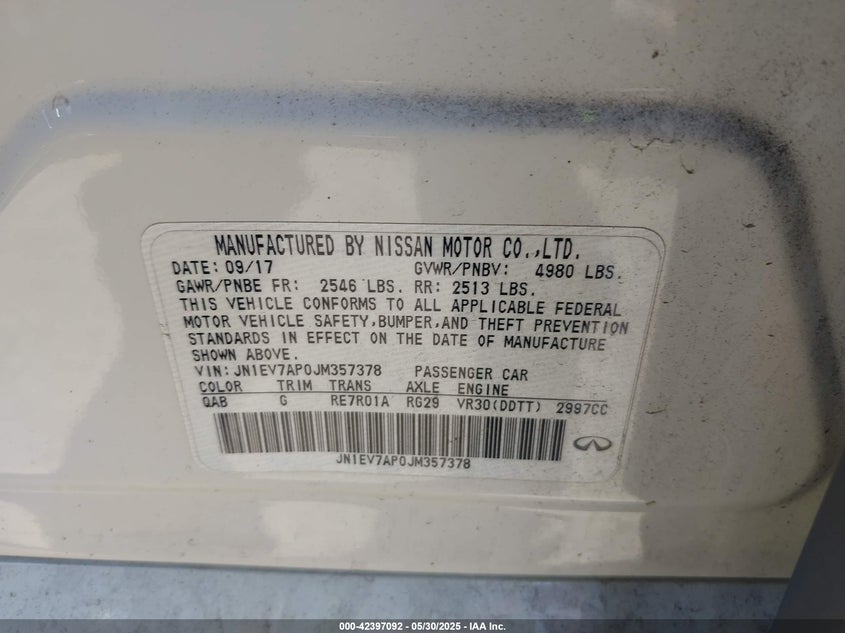 MANUFACTURED BY NISSAN MOTOR CO.,LTD.
DATE: 09/17 GVWR/PNBV: 4980 LBS.
GAWR/PNBE FR: 2546 LBS. RR: 2513 LBS.
THIS VEHICLE CONFORMS TO ALL APPLICABLE FEDERAL
MOTOR VEHICLE SAFETY,BUMPER,AND THEFT PREVENTION
STANDARDS IN EFFECT ON THE DATE OF MANUFACTURE
SHOWN ABOVE.
VIN: JN1EV7AP0JM357378 PASSENGER CAR
COLOR TRIM TRANS AXLE ENGINE
QAB G RE7R01A RG29 VR30(DDTT) 2997CC
JN1EV7AP0JM357378
000-42397092 - 05/30/2025 - IAA Inc.